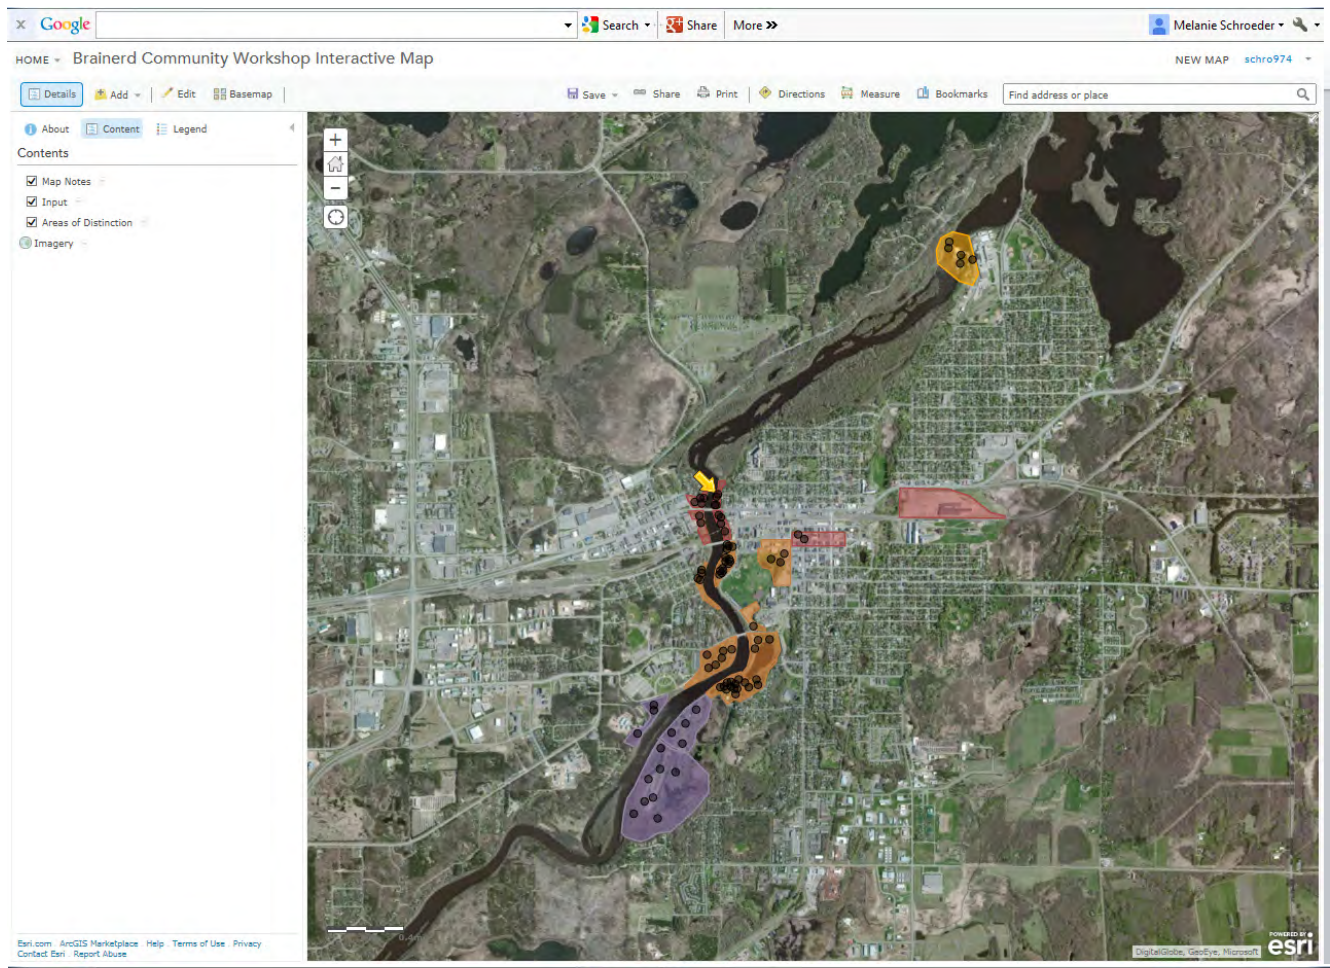 x Google Search Share More »
Melanie Schroeder
HOME Brainerd Community Workshop Interactive Map
NEW MAP schro974
Details Add Edit Basemap
Save Share Print Directions Measure Bookmarks Find address or place
About Content Legend
Contents
Map Notes
Input
Areas of Distinction
Imagery
Esri.com ArcGIS Marketplace Help Terms of Use Privacy
Contact Esri Report Abuse
DigitalGlobe, GeoEye, Microsoft
POWERED BY
esri